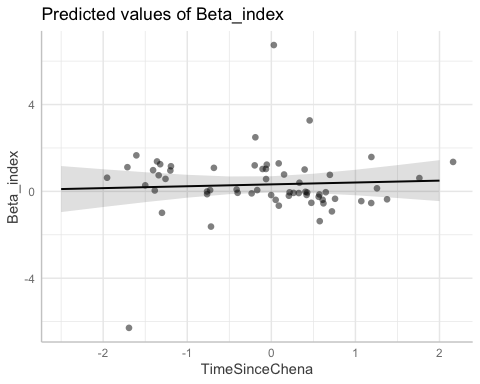 Predicted values of Beta_index
4
0
-4
Beta_index
-2
-1
0
1
2
TimeSinceChena